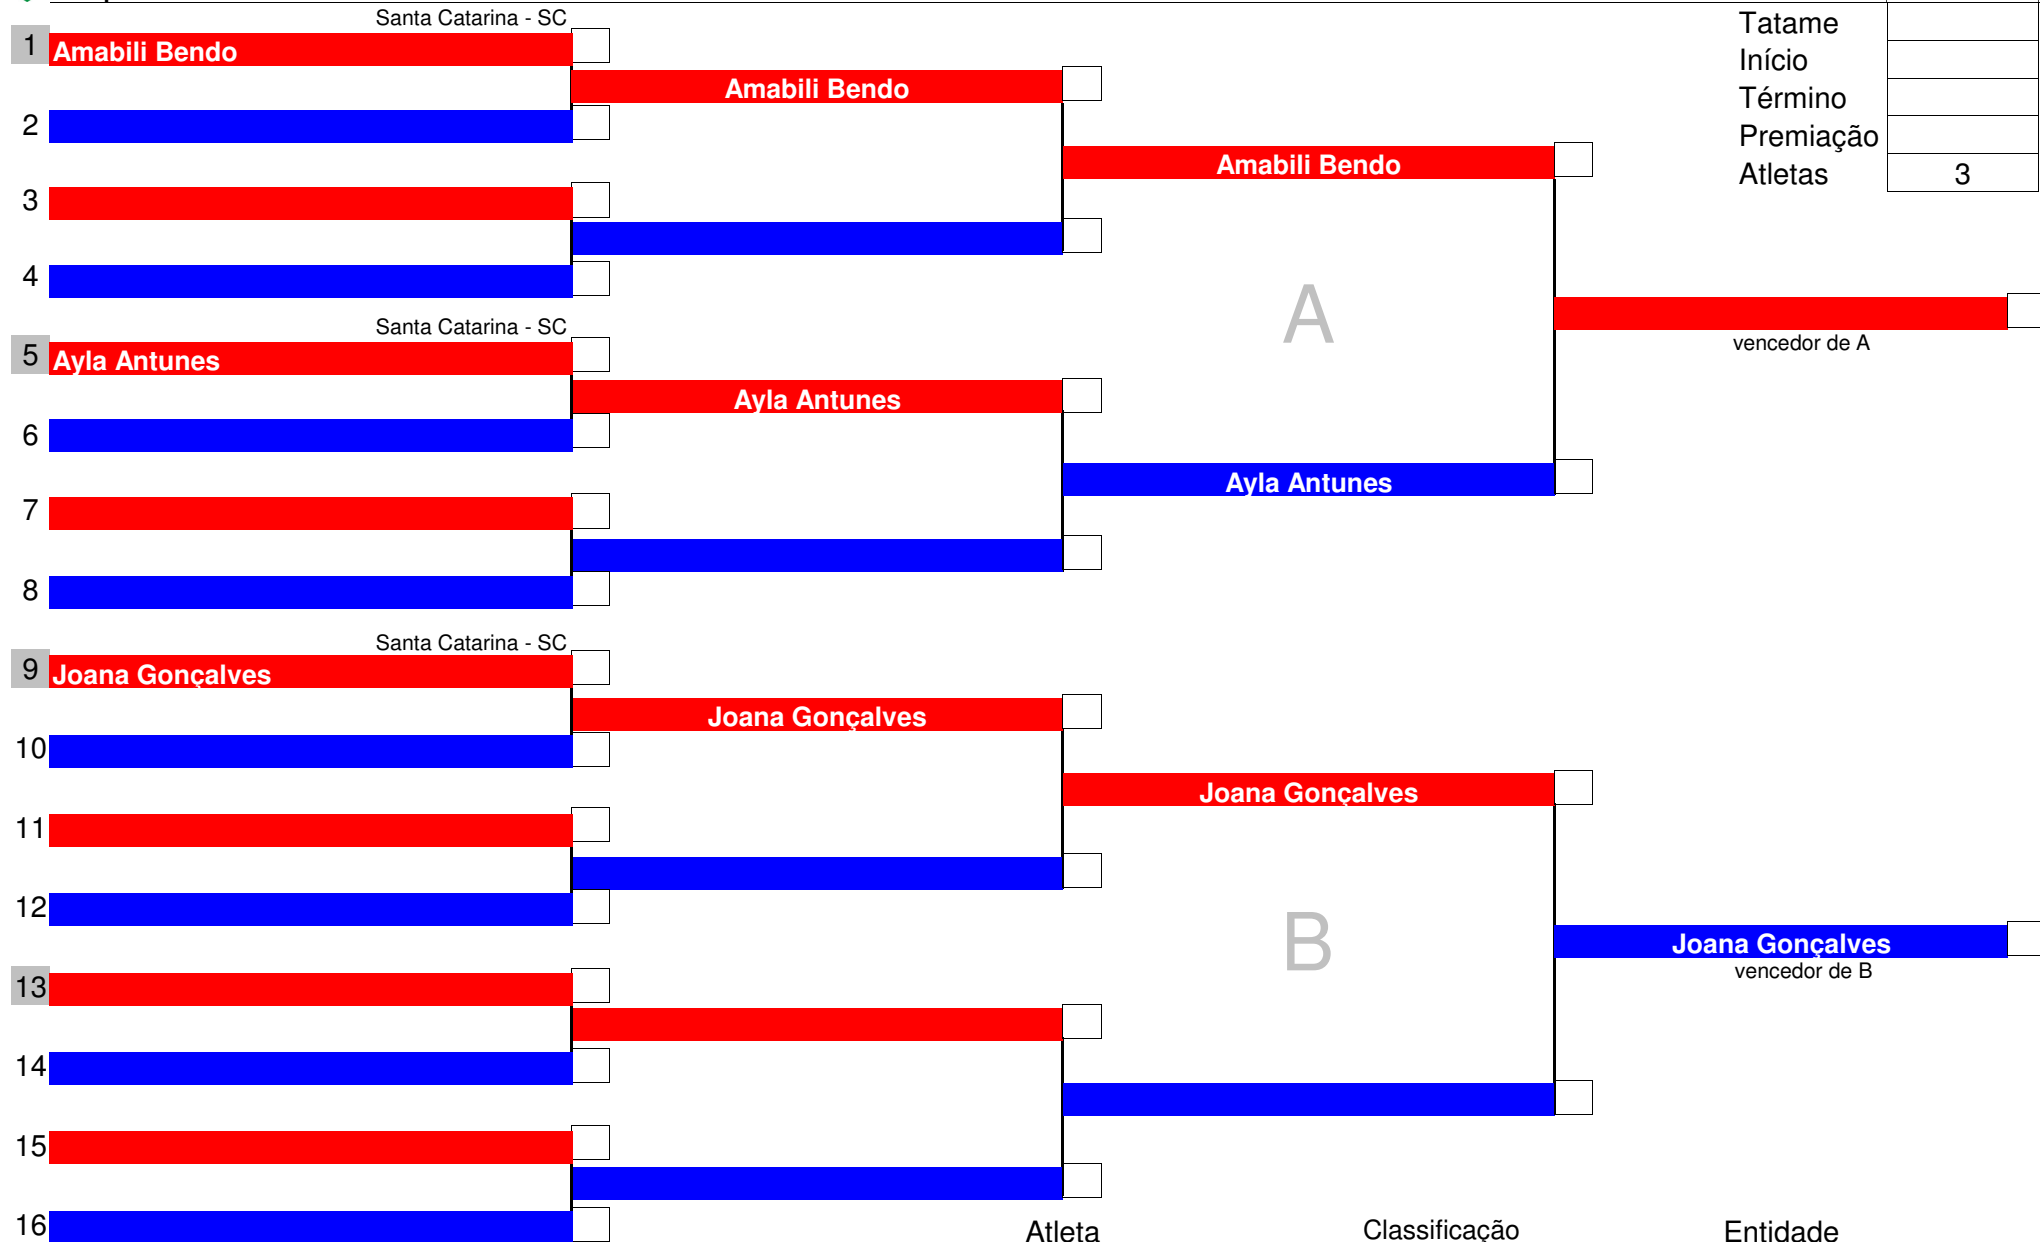 Santa Catarina - SC
1 Amabili Bendo
Amabili Bendo
2
Amabili Bendo
3
4
Tatame
Início
Término
Premiação
Atletas 3
A
vencedor de A
Santa Catarina - SC
5 Ayla Antunes
Ayla Antunes
6
Ayla Antunes
7
8
Santa Catarina - SC
9 Joana Gonçalves
Joana Gonçalves
10
Joana Gonçalves
11
12
B
Joana Gonçalves
vencedor de B
13
14
15
16
Atleta Classificação Entidade